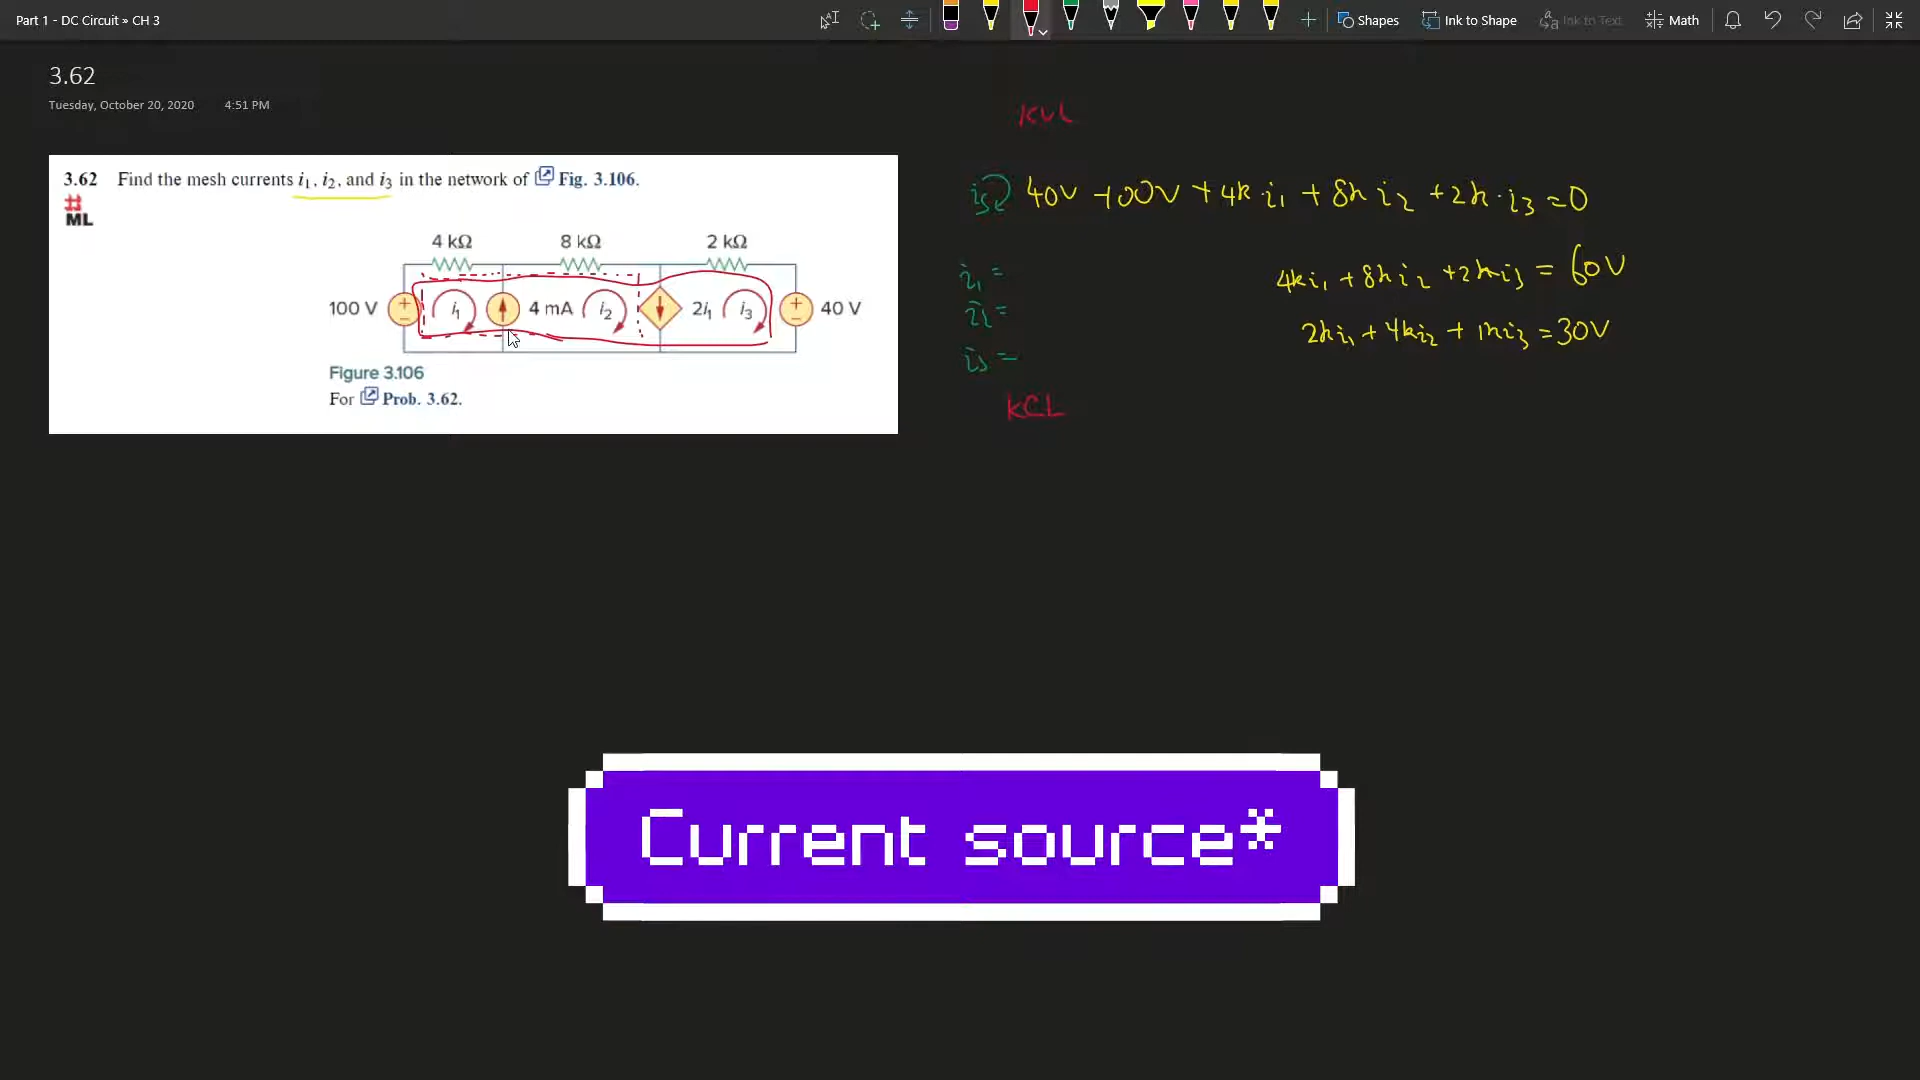 Part 1 - DC Circuit » CH 3
Shapes
Ink to Shape
Ink to Text
Math
3.62
Tuesday, October 20, 2020 4:51 PM
3.62 Find the mesh currents i₁, i₂, and i₃ in the network of Fig. 3.106.
ML
4 kΩ 8 kΩ 2 kΩ
100 V i₁ 4 mA i₂ 2i₁ i₃ 40 V
Figure 3.106
For Prob. 3.62.
KVL
40V -100V + 4k·i₁ + 8k i₂ + 2k·i₃ = 0
4ki₁ + 8ki₂ + 2ki₃ = 60V
2ki₁ + 4ki₂ + 1ki₃ = 30V
i₁ =
i₂ =
i₃ =
KCL
Current source*